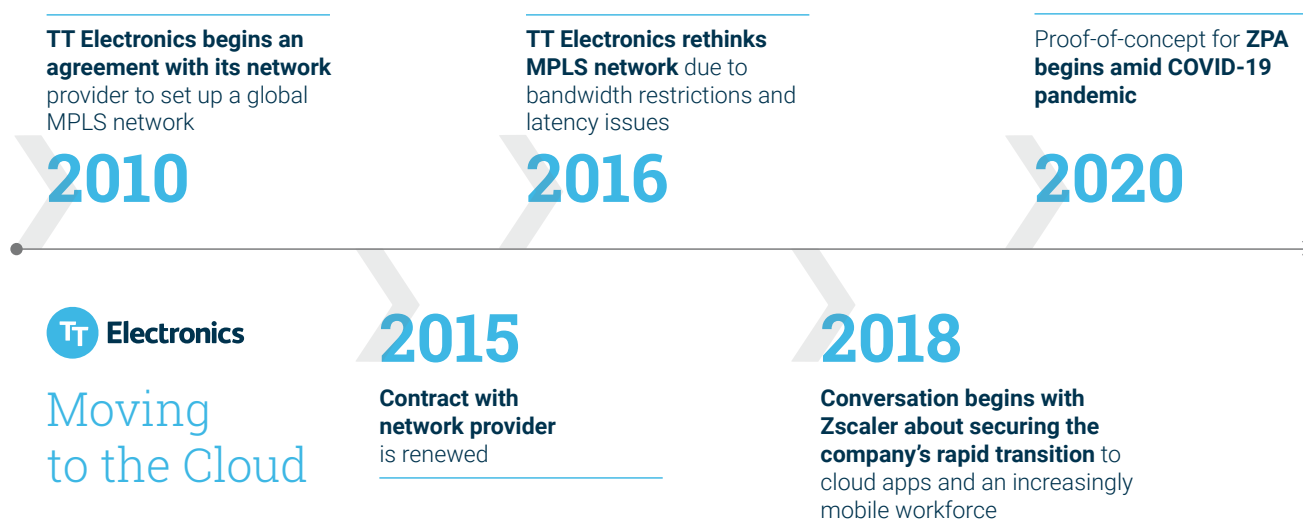 TT Electronics begins an
agreement with its network
provider to set up a global
MPLS network
2010
TT Electronics rethinks
MPLS network due to
bandwidth restrictions and
latency issues
2016
Proof-of-concept for ZPA
begins amid COVID-19
pandemic
2020
TT Electronics
Moving
to the Cloud
2015
Contract with
network provider
is renewed
2018
Conversation begins with
Zscaler about securing the
company's rapid transition to
cloud apps and an increasingly
mobile workforce